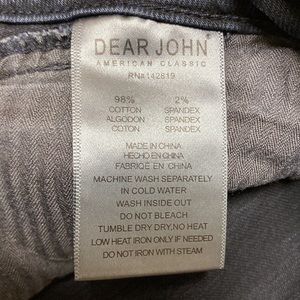 DEAR JOHN
AMERICAN CLASSIC
RN# 142819
98% 2%
COTTON SPANDEX
ALGODON SPANDEX
COTON SPANDEX
MADE IN CHINA
HECHO EN CHINA
FABRIQUÉ EN CHINA
MACHINE WASH SEPARATELY
IN COLD WATER
WASH INSIDE OUT
DO NOT BLEACH
TUMBLE DRY DRY, NO HEAT
LOW HEAT IRON ONLY IF NEEDED
DO NOT IRON WITH STEAM